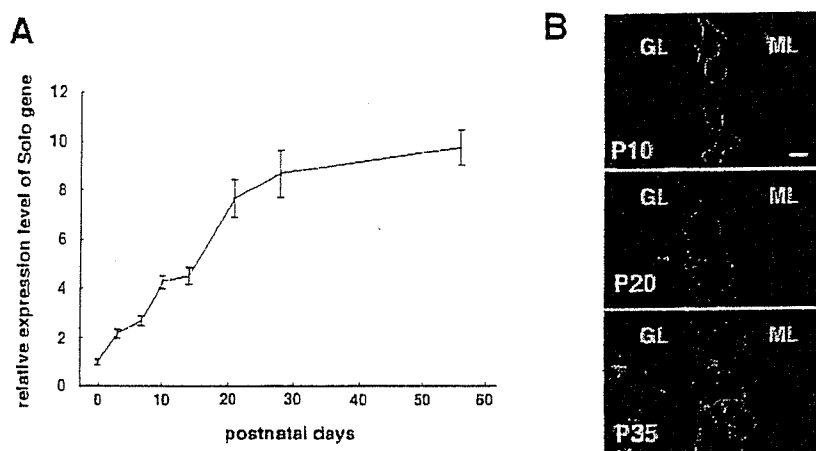 A
relative expression level of Solo gene
12
10
8
6
4
2
0
0
10
20
30
40
50
60
postnatal days
B
GL
ML
P10
GL
ML
P20
GL
ML
P35